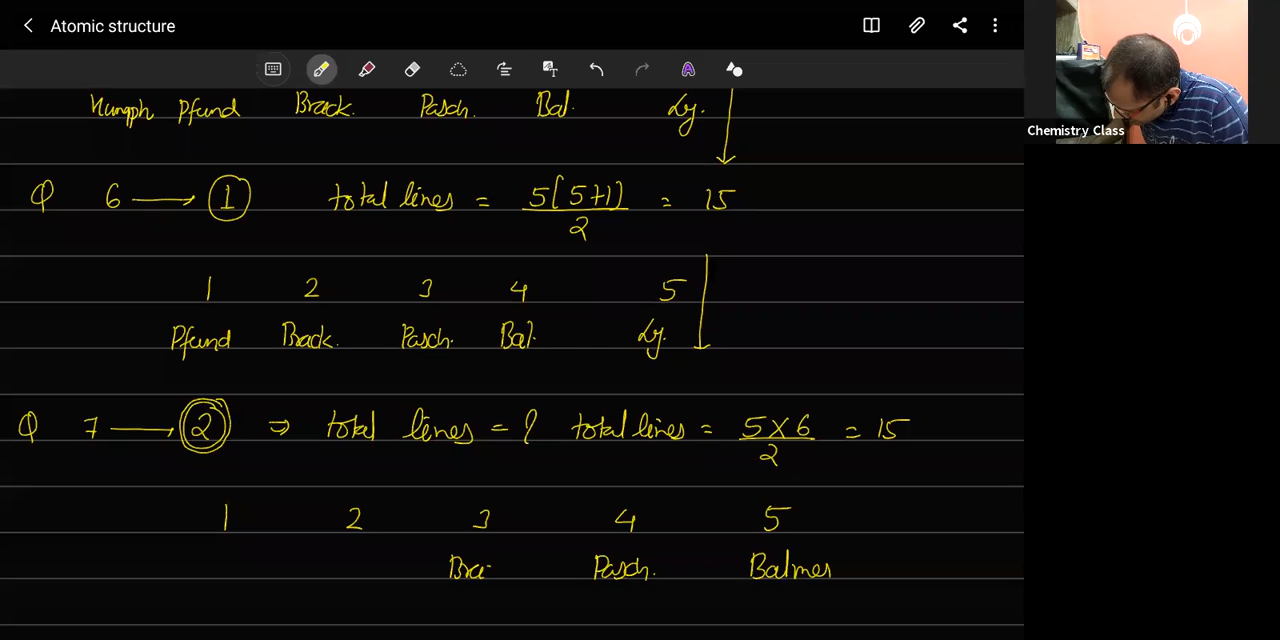 Atomic structure
Humph Pfund Brack. Pasch. Bal. Ly.
Chemistry Class
Q 6 → 1 total lines = 5(5+1)/2 = 15
1 2 3 4 5
Pfund Brack. Pasch. Bal. Ly.
Q 7 → 2 ⇒ total lines = ? total lines = 5×6/2 = 15
1 2 3 4 5
Bra Pasch. Balmer